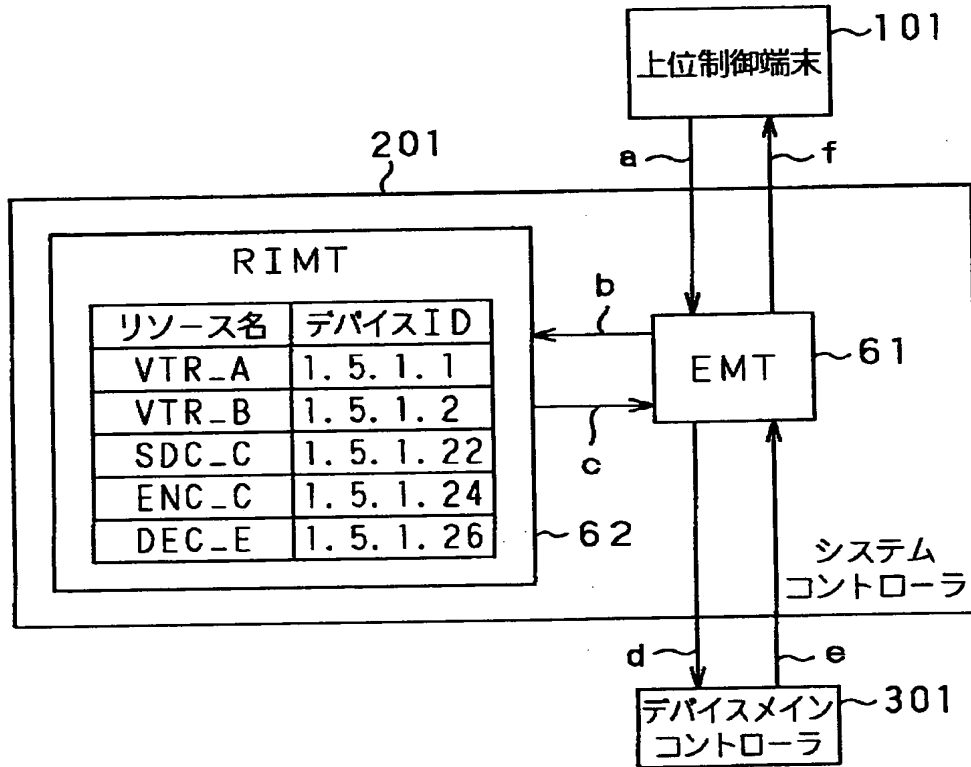 101
上位制御端末
201
a
f
RIMT
リソース名 デバイスID
VTR_A 1.5.1.1
VTR_B 1.5.1.2
SDC_C 1.5.1.22
ENC_C 1.5.1.24
DEC_E 1.5.1.26
b
c
EMT
61
62
システム
コントローラ
d
e
デバイスメイン
コントローラ
301